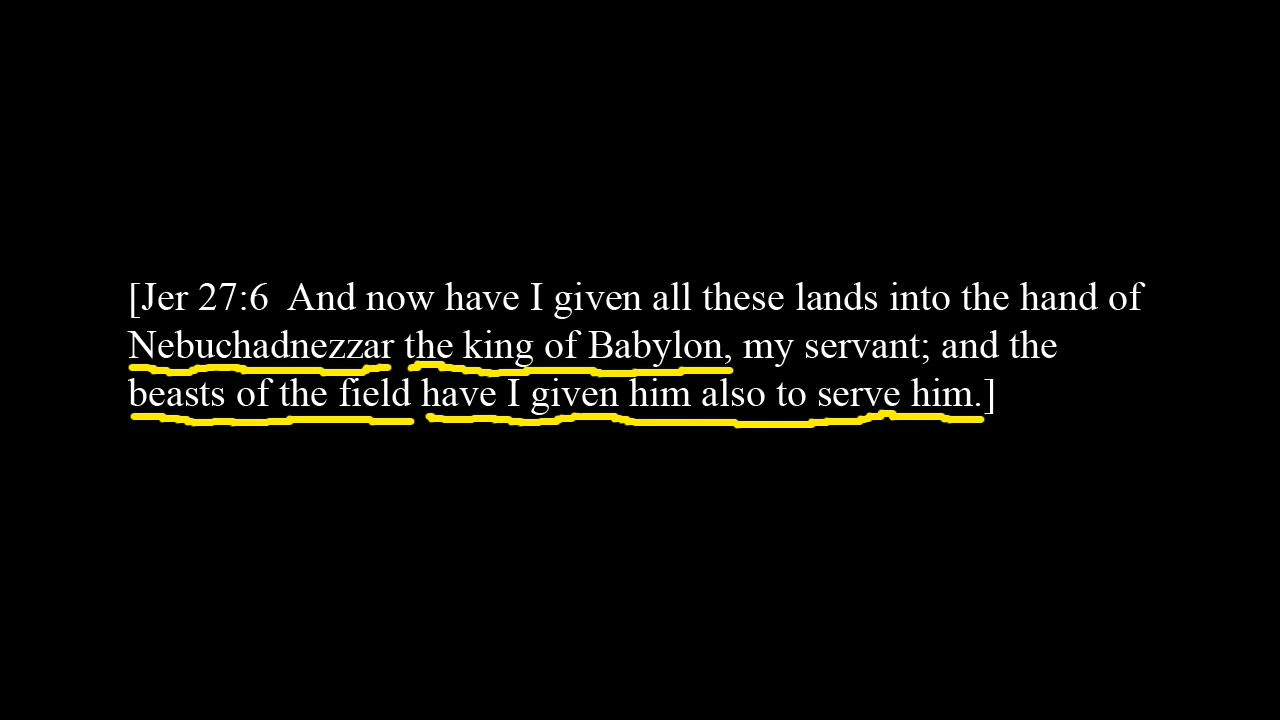 [Jer 27:6  And now have I given all these lands into the hand of
Nebuchadnezzar the king of Babylon, my servant; and the
beasts of the field have I given him also to serve him.]